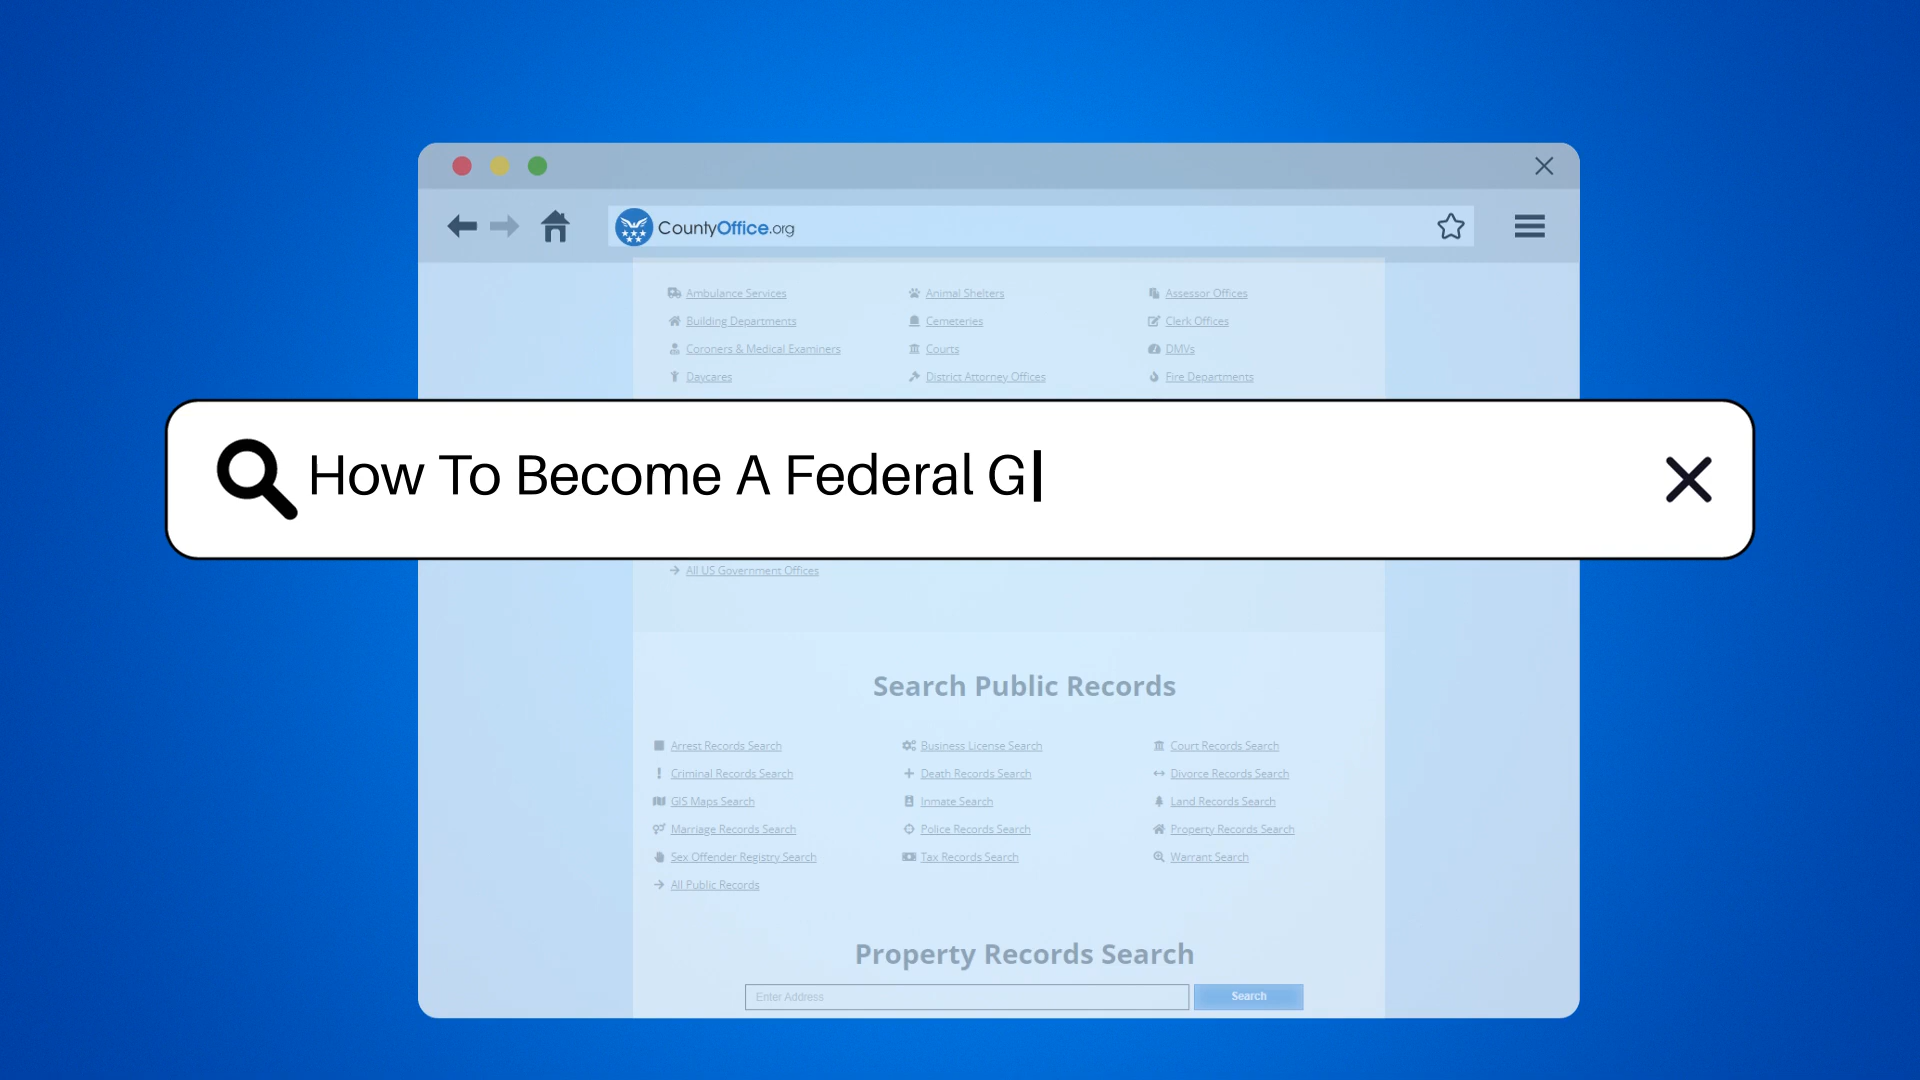 CountyOffice.org
Ambulance Services Animal Shelters Assessor Offices
Building Departments Cemeteries Clerk Offices
Coroners & Medical Examiners Courts DMVs
Daycares District Attorney Offices Fire Departments
How To Become A Federal G
All US Government Offices
Search Public Records
Arrest Records Search Business License Search Court Records Search
Criminal Records Search Death Records Search Divorce Records Search
GIS Maps Search Inmate Search Land Records Search
Marriage Records Search Police Records Search Property Records Search
Sex Offender Registry Search Tax Records Search Warrant Search
All Public Records
Property Records Search
Enter Address Search